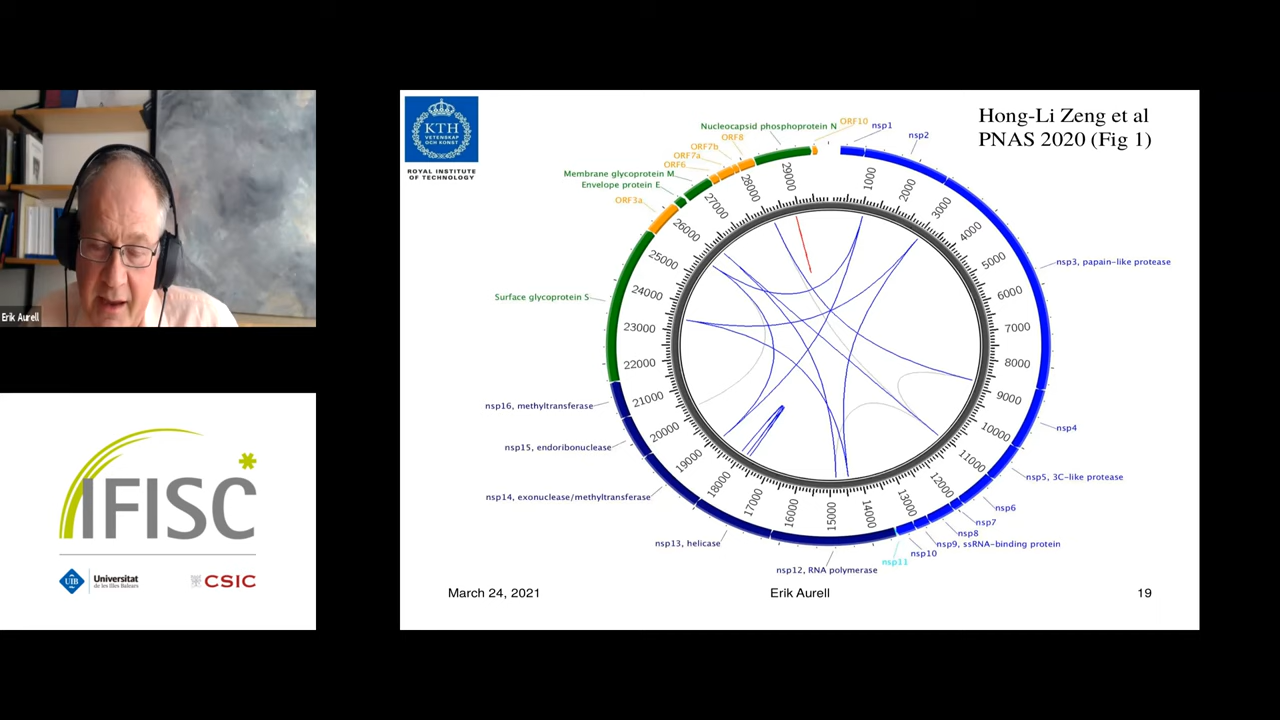 Erik Aurell
IFISC
UIB
Universitat
de les Illes Balears
CSIC
KTH
VETENSKAP
OCH KONST
ROYAL INSTITUTE
OF TECHNOLOGY
Hong-Li Zeng et al
PNAS 2020 (Fig 1)
Nucleocapsid phosphoprotein N
ORF10
nsp1
nsp2
ORF8
ORF7b
ORF7a
ORF6
Membrane glycoprotein M
Envelope protein E
ORF3a
Surface glycoprotein S
nsp3, papain-like protease
nsp16, methyltransferase
nsp15, endoribonuclease
nsp14, exonuclease/methyltransferase
nsp13, helicase
nsp12, RNA polymerase
nsp11
nsp10
nsp9, ssRNA-binding protein
nsp8
nsp7
nsp6
nsp5, 3C-like protease
nsp4
1000
2000
3000
4000
5000
6000
7000
8000
9000
10000
11000
12000
13000
14000
15000
16000
17000
18000
19000
20000
21000
22000
23000
24000
25000
26000
27000
28000
29000
March 24, 2021
Erik Aurell
19